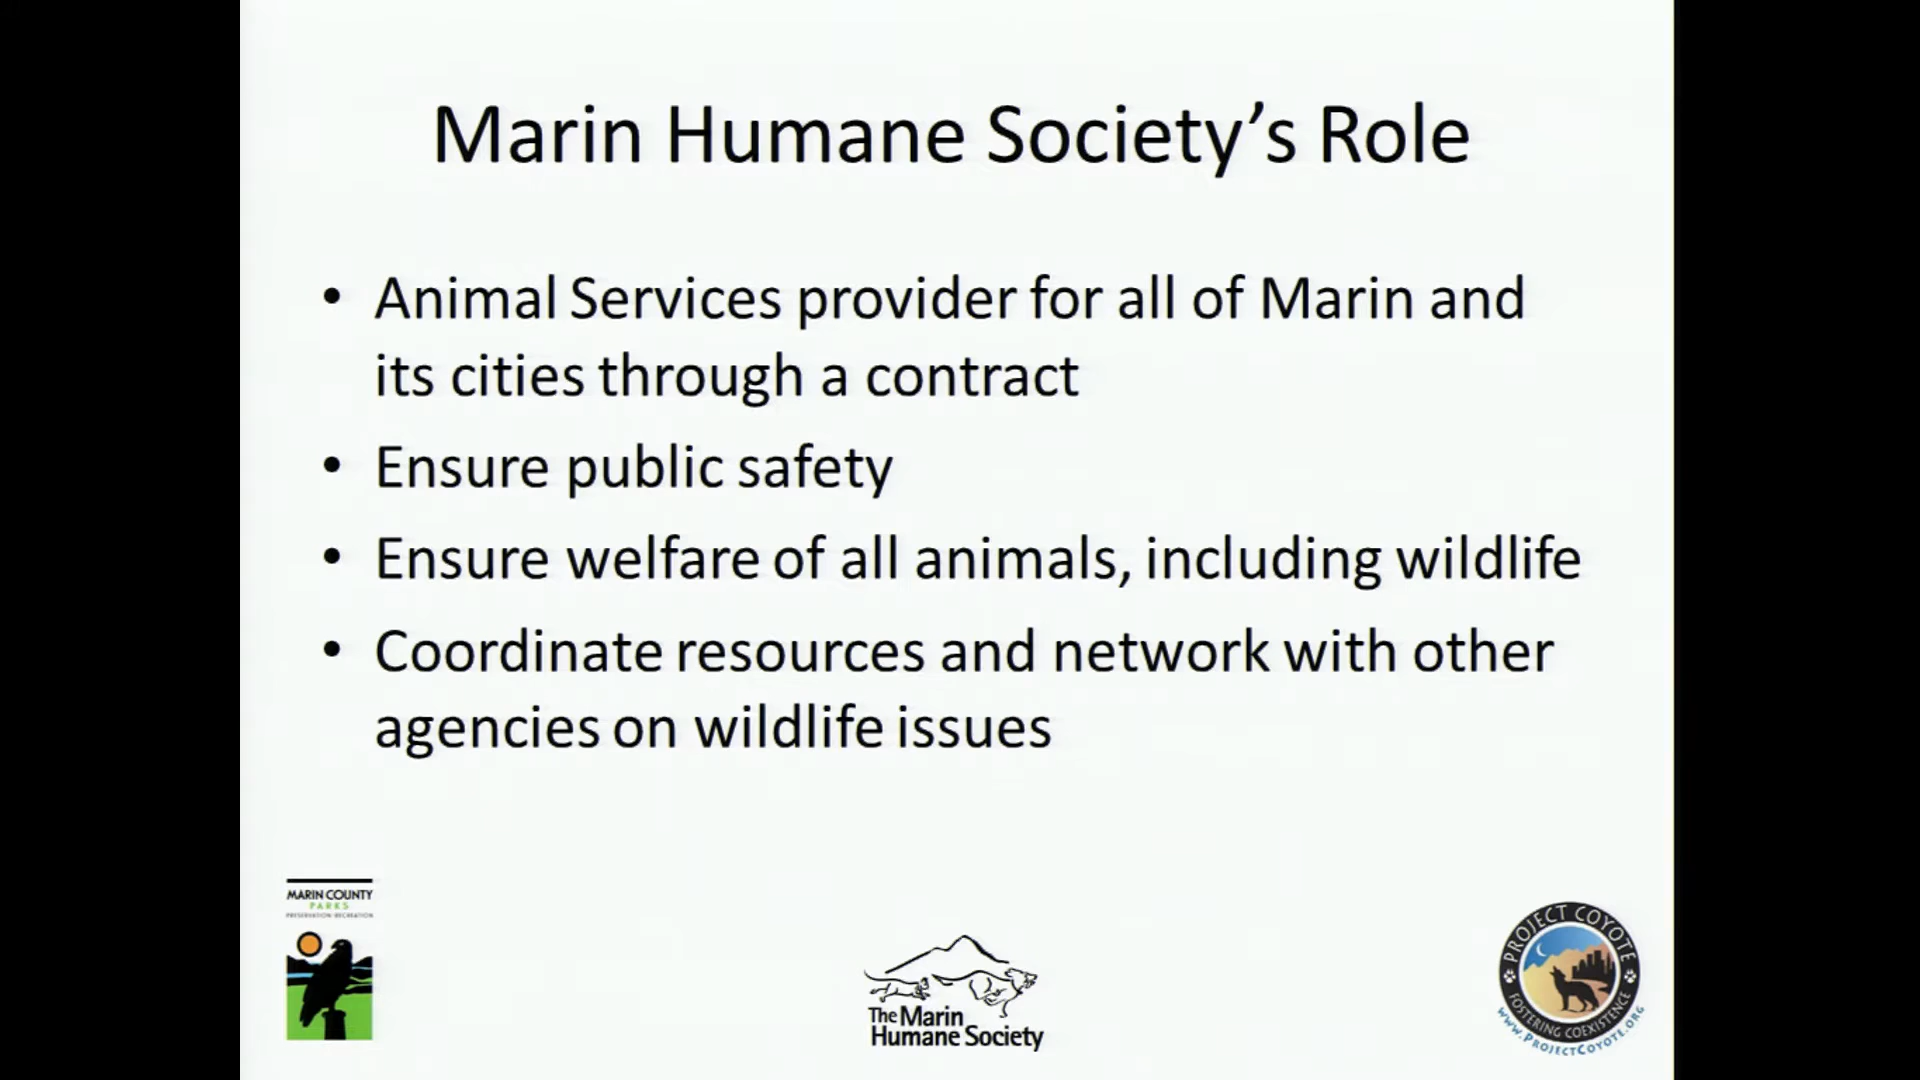 Marin Humane Society’s Role
• Animal Services provider for all of Marin and
its cities through a contract
• Ensure public safety
• Ensure welfare of all animals, including wildlife
• Coordinate resources and network with other
agencies on wildlife issues
MARIN COUNTY
PARKS
PRESERVATION•RECREATION
The Marin
Humane Society
PROJECT COYOTE
FOSTERING COEXISTENCE
WWW.PROJECTCOYOTE.ORG